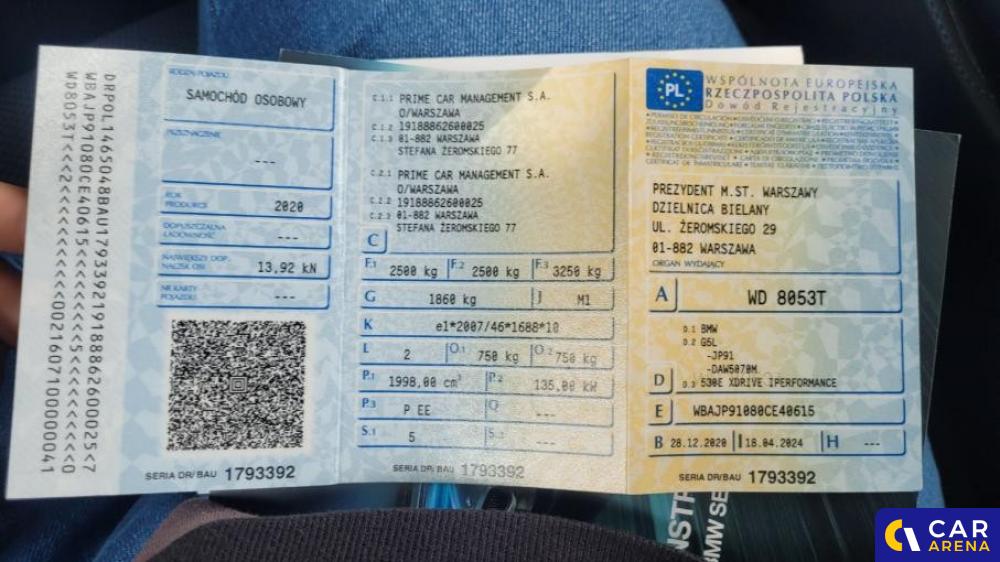 RODZAJ POJAZDU
SAMOCHÓD OSOBOWY
PRZEZNACZENIE
---
ROK PRODUKCJI
2020
DOPUSZCZALNA ŁADOWNOŚĆ
---
NAJWIĘKSZY DOP. NACISK OSI
13,92 kN
NR KARTY POJAZDU
---
SERIA DR/BAU 1793392
C.1.1 PRIME CAR MANAGEMENT S.A.
O/WARSZAWA
C.1.2 19188862600025
C.1.3 01-882 WARSZAWA
STEFANA ŻEROMSKIEGO 77
C.2.1 PRIME CAR MANAGEMENT S.A.
O/WARSZAWA
C.2.2 19188862600025
C.2.3 01-882 WARSZAWA
STEFANA ŻEROMSKIEGO 77
C
F.1 2500 kg F.2 2500 kg F.3 3250 kg
G 1860 kg J M1
K e1*2007/46*1688*10
L 2 O.1 750 kg O.2 750 kg
P.1 1998,00 cm³ P.2 135,00 kW
P.3 P EE Q ---
S.1 5 S.2 ---
SERIA DR/BAU 1793392
PL
WSPÓLNOTA EUROPEJSKA
RZECZPOSPOLITA POLSKA
Dowód Rejestracyjny
PREZYDENT M.ST. WARSZAWY
DZIELNICA BIELANY
UL. ŻEROMSKIEGO 29
01-882 WARSZAWA
ORGAN WYDAJĄCY
A WD 8053T
D.1 BMW
D.2 G5L
-JP91
-DAW5070M
D D.3 530E XDRIVE IPERFORMANCE
E WBAJP91080CE40615
B 28.12.2020 I 18.04.2024 H ---
SERIA DR/BAU 1793392
CAR
ARENA